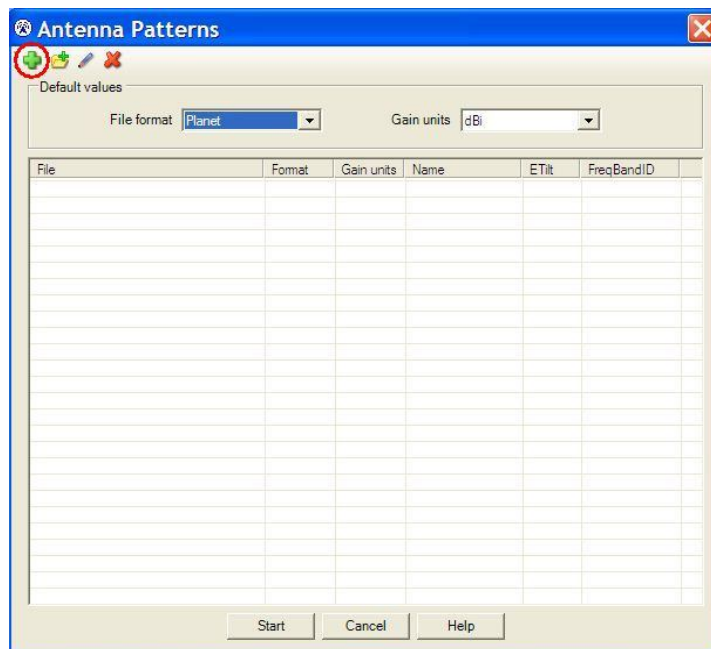 Antenna Patterns
Default values
File format Planet Gain units dBi
File Format Gain units Name ETilt FreqBandID
Start Cancel Help